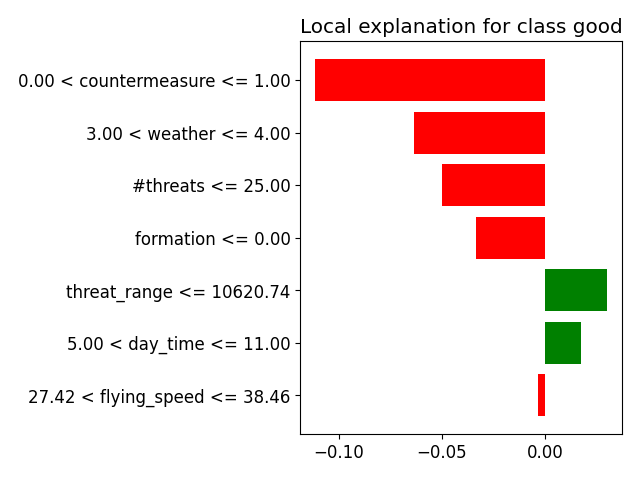 Local explanation for class good
0.00 < countermeasure <= 1.00
3.00 < weather <= 4.00
#threats <= 25.00
formation <= 0.00
threat_range <= 10620.74
5.00 < day_time <= 11.00
27.42 < flying_speed <= 38.46
−0.10 −0.05 0.00